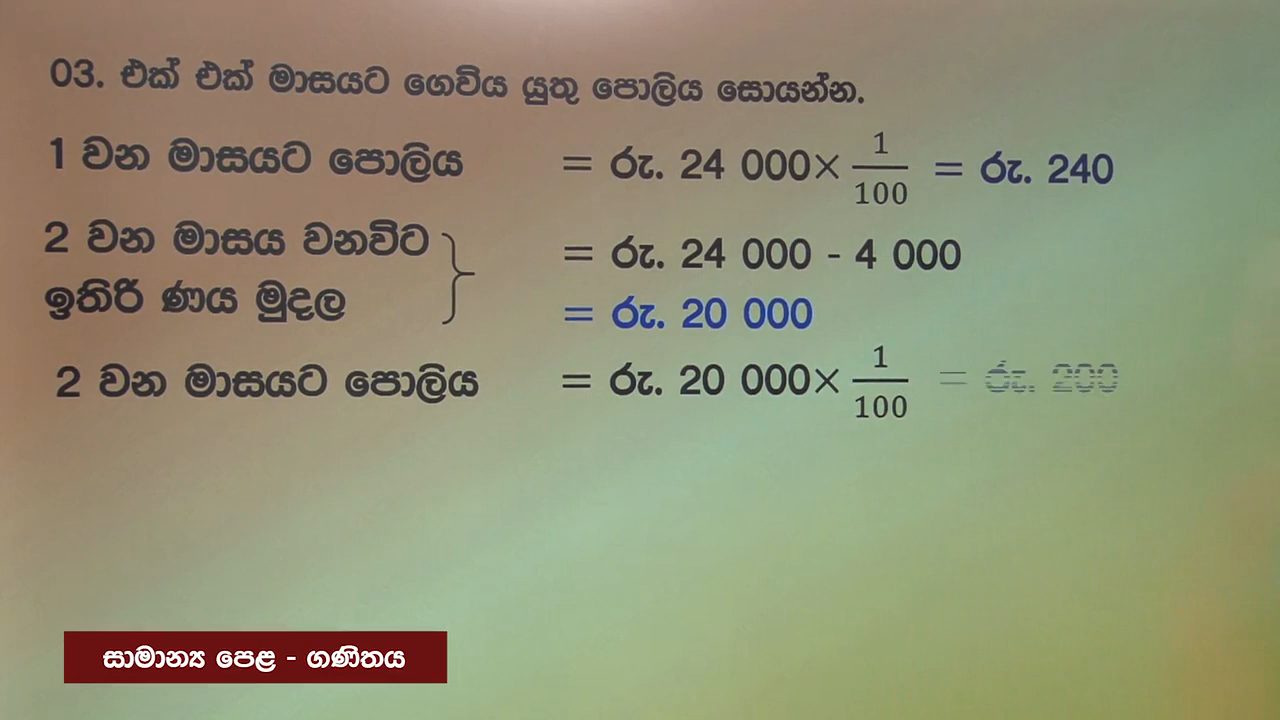 03. එක් එක් මාසයට ගෙවිය යුතු පොලිය සොයන්න.
1 වන මාසයට පොලිය = රු. 24 000 × 1/100 = රු. 240
2 වන මාසය වනවිට ඉතිරි ණය මුදල = රු. 24 000 - 4 000
= රු. 20 000
2 වන මාසයට පොලිය = රු. 20 000 × 1/100 = රු. 200
සාමාන්‍ය පෙළ - ගණිතය